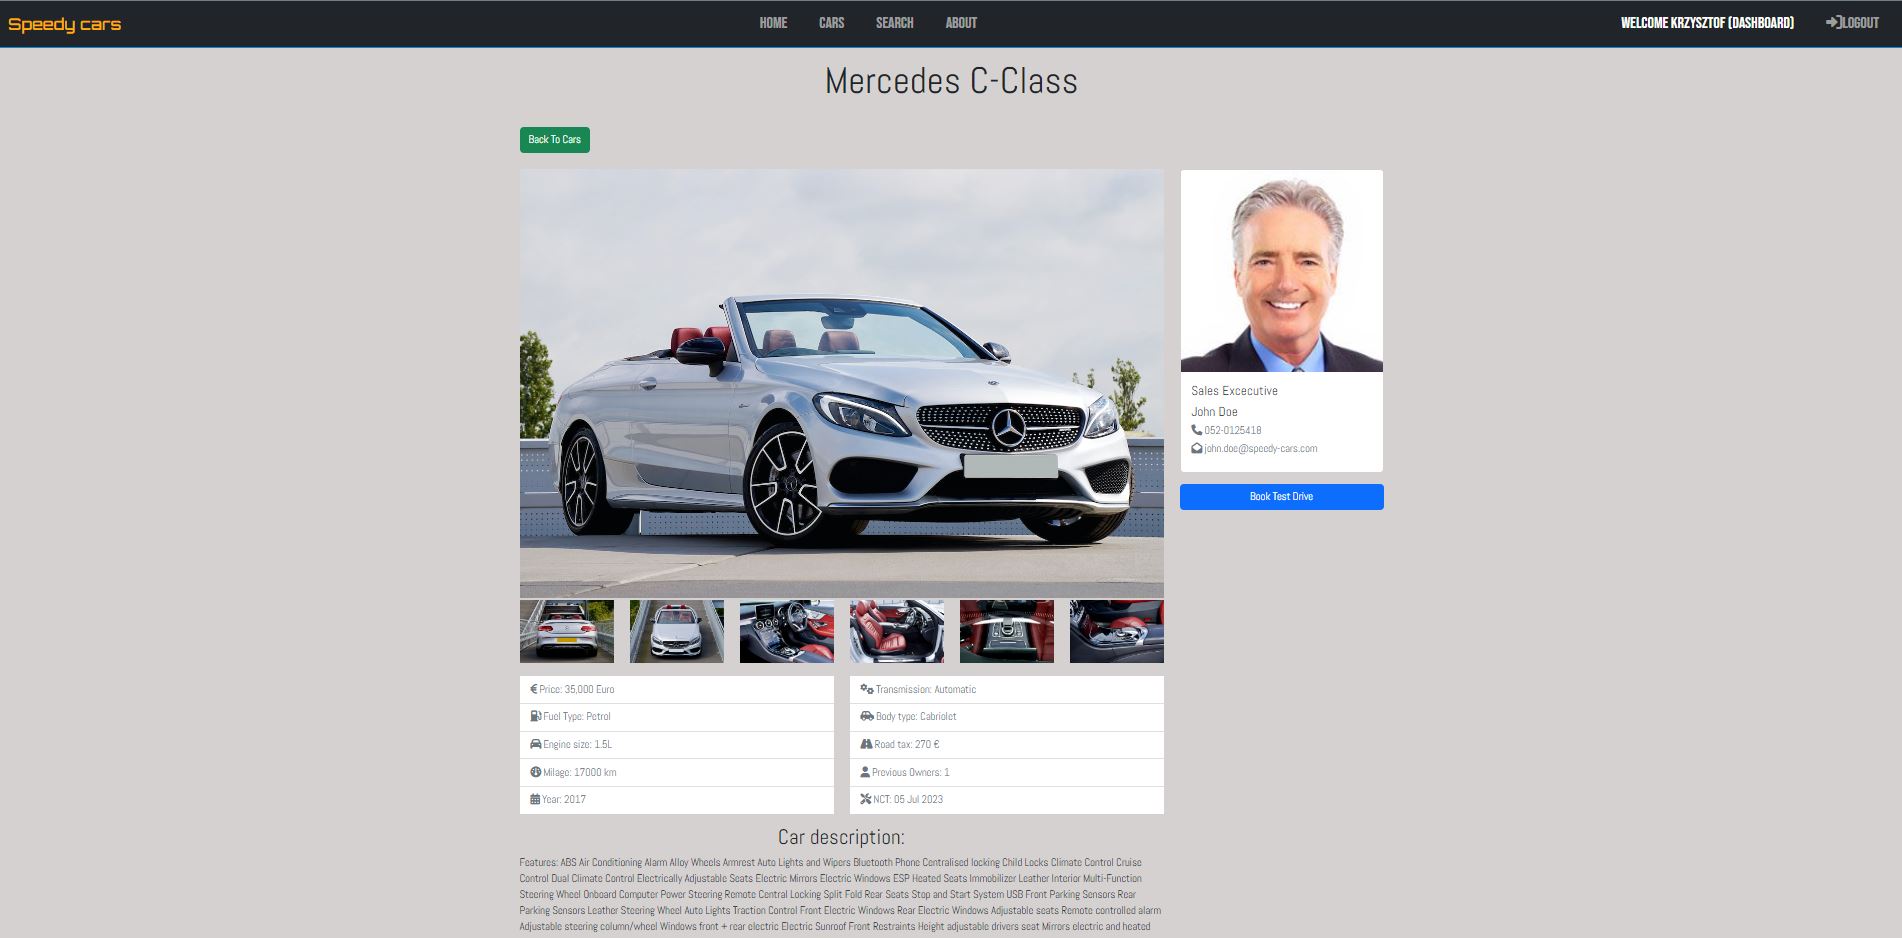 Speedy cars
HOME
CARS
SEARCH
ABOUT
WELCOME KRZYSZTOF (DASHBOARD)
LOGOUT
Mercedes C-Class
Back To Cars
Sales Excecutive
John Doe
052-0125418
john.doe@speedy-cars.com
Book Test Drive
Price: 35,000 Euro
Fuel Type: Petrol
Engine size: 1.5L
Milage: 17000 km
Year: 2017
Transmission: Automatic
Body type: Cabriolet
Road tax: 270 €
Previous Owners: 1
NCT: 05 Jul 2023
Car description:
Features: ABS Air Conditioning Alarm Alloy Wheels Armrest Auto Lights and Wipers Bluetooth Phone Centralised locking Child Locks Climate Control Cruise
Control Dual Climate Control Electrically Adjustable Seats Electric Mirrors Electric Windows ESP Heated Seats Immobilizer Leather Interior Multi-Function
Steering Wheel Onboard Computer Power Steering Remote Central Locking Split Fold Rear Seats Stop and Start System USB Front Parking Sensors Rear
Parking Sensors Leather Steering Wheel Auto Lights Traction Control Front Electric Windows Rear Electric Windows Adjustable seats Remote controlled alarm
Adjustable steering column/wheel Windows front + rear electric Electric Sunroof Front Restraints Height adjustable drivers seat Mirrors electric and heated